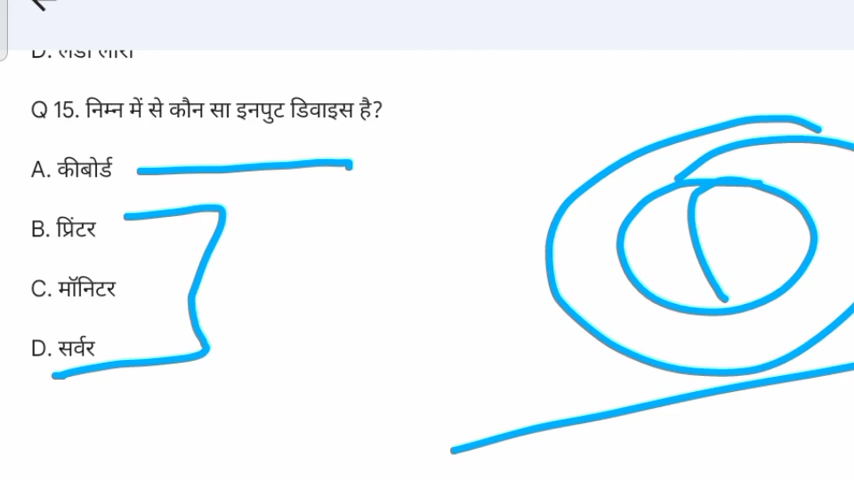 Q 15. निम्न में से कौन सा इनपुट डिवाइस है?
A. कीबोर्ड
B. प्रिंटर
C. मॉनिटर
D. सर्वर